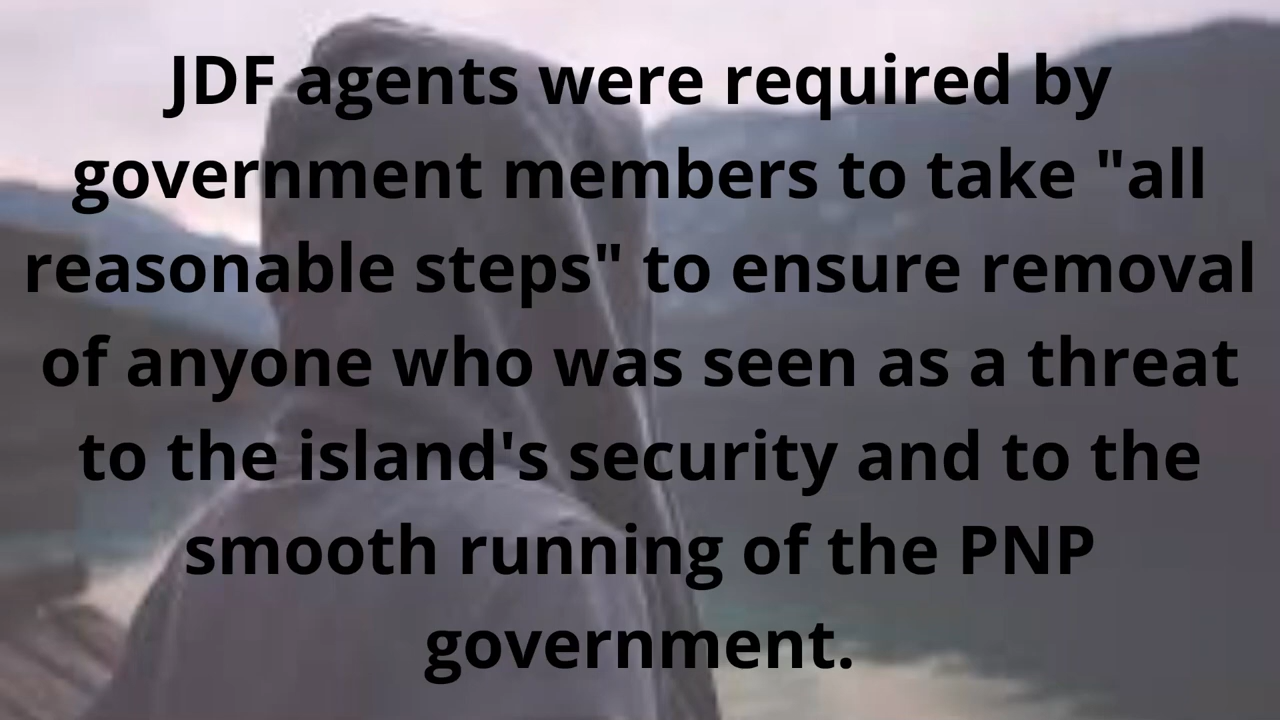 JDF agents were required by
government members to take "all
reasonable steps" to ensure removal
of anyone who was seen as a threat
to the island's security and to the
smooth running of the PNP
government.